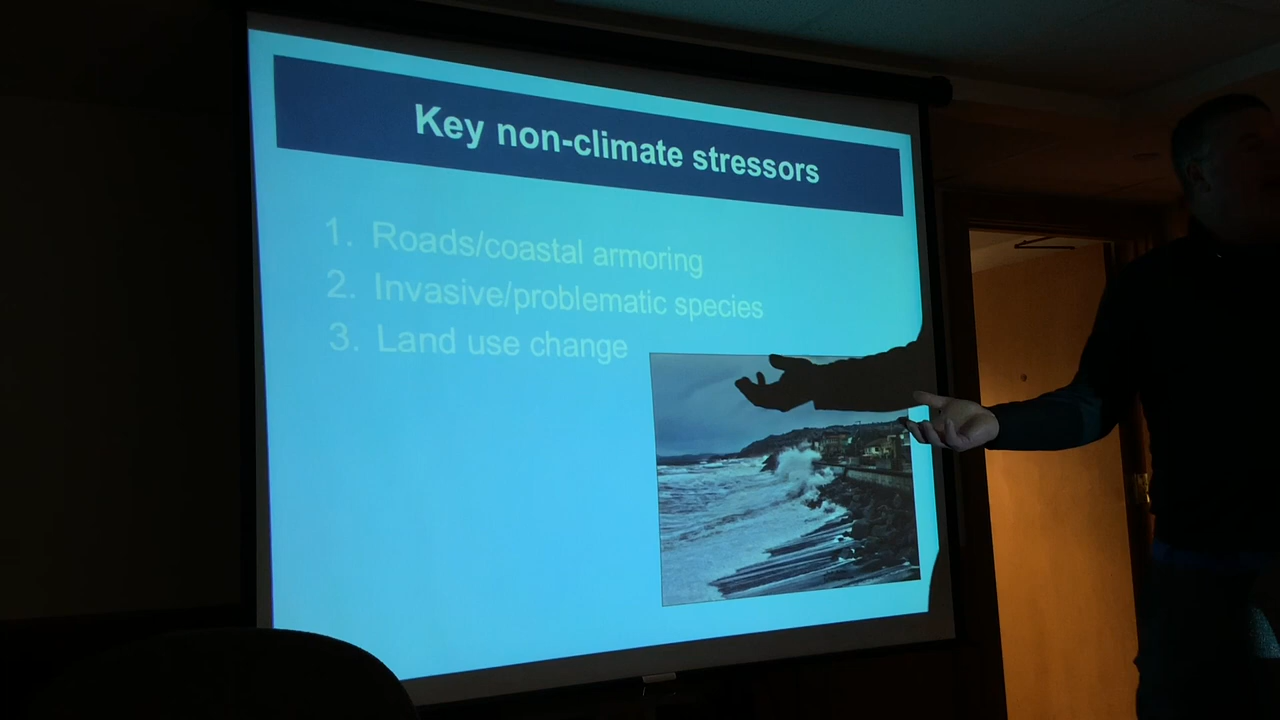 Key non-climate stressors
1. Roads/coastal armoring
2. Invasive/problematic species
3. Land use change